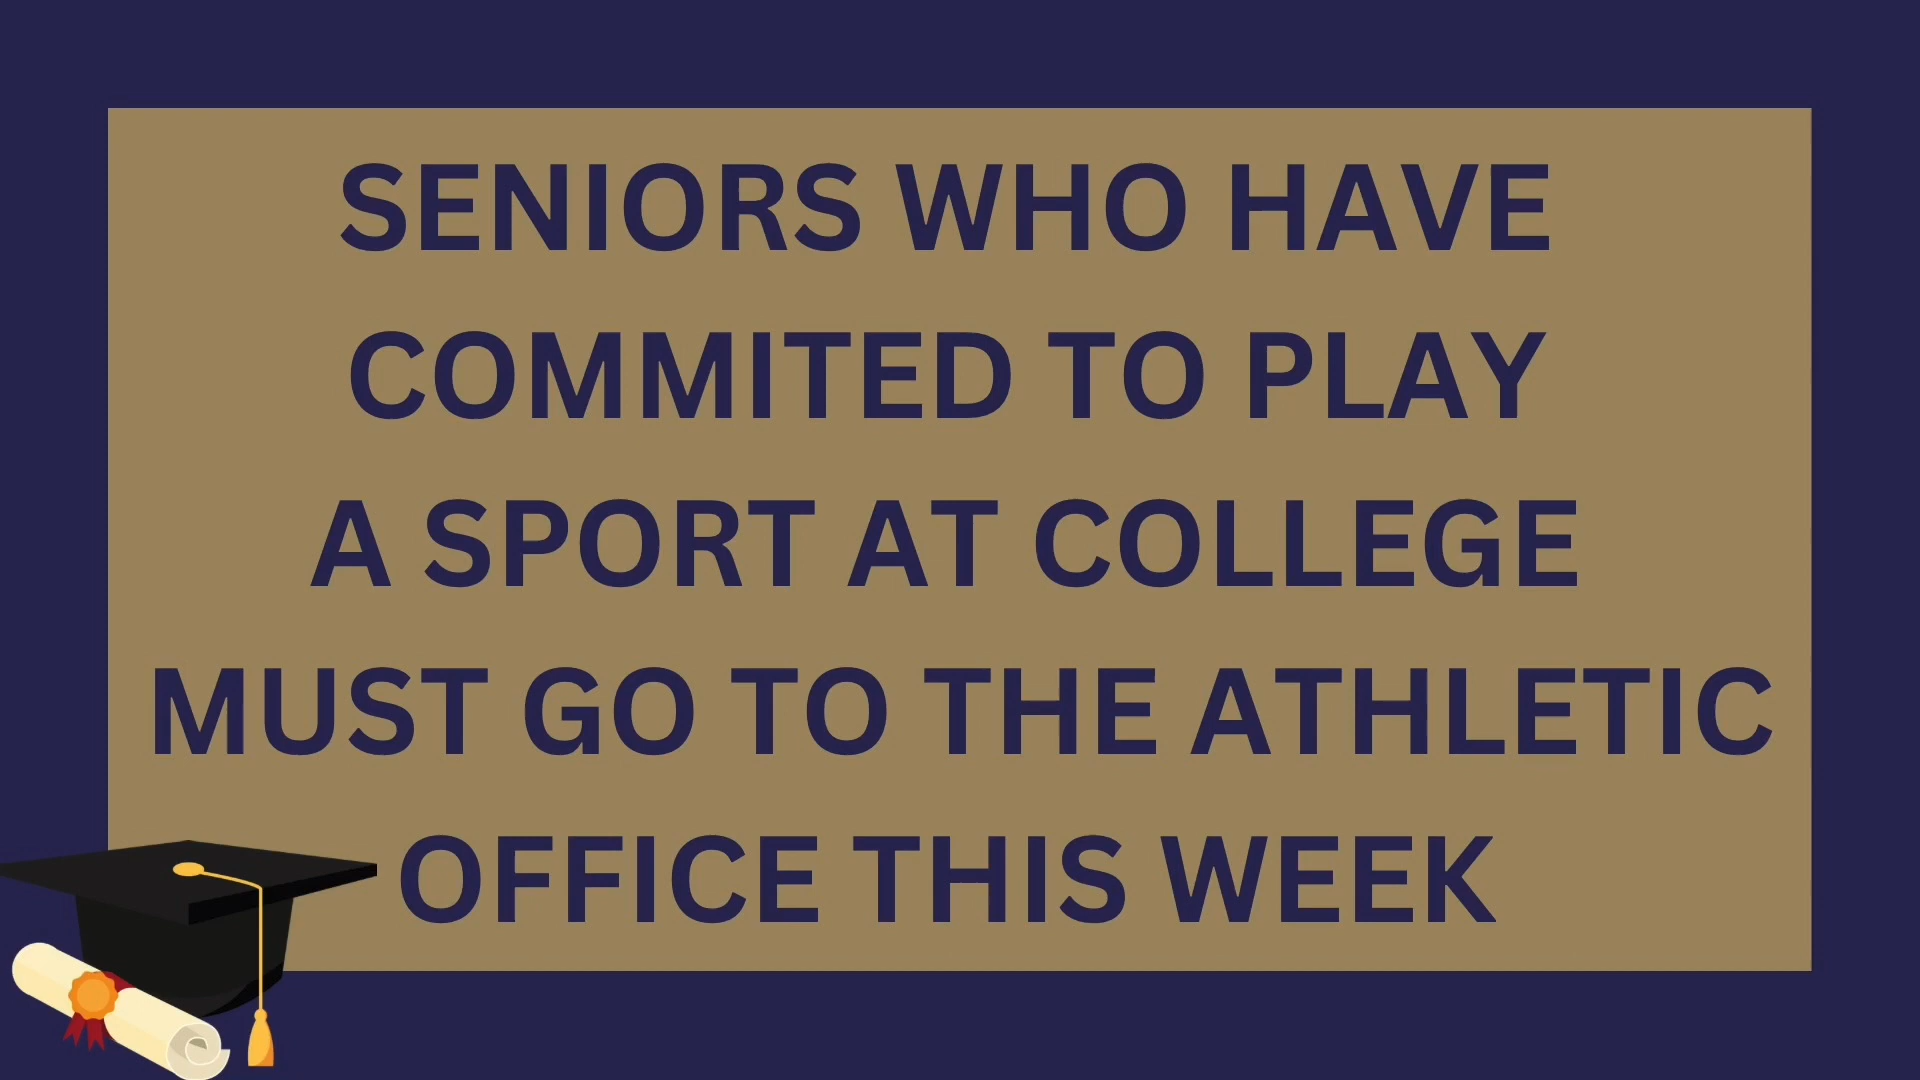 SENIORS WHO HAVE
COMMITED TO PLAY
A SPORT AT COLLEGE
MUST GO TO THE ATHLETIC
OFFICE THIS WEEK